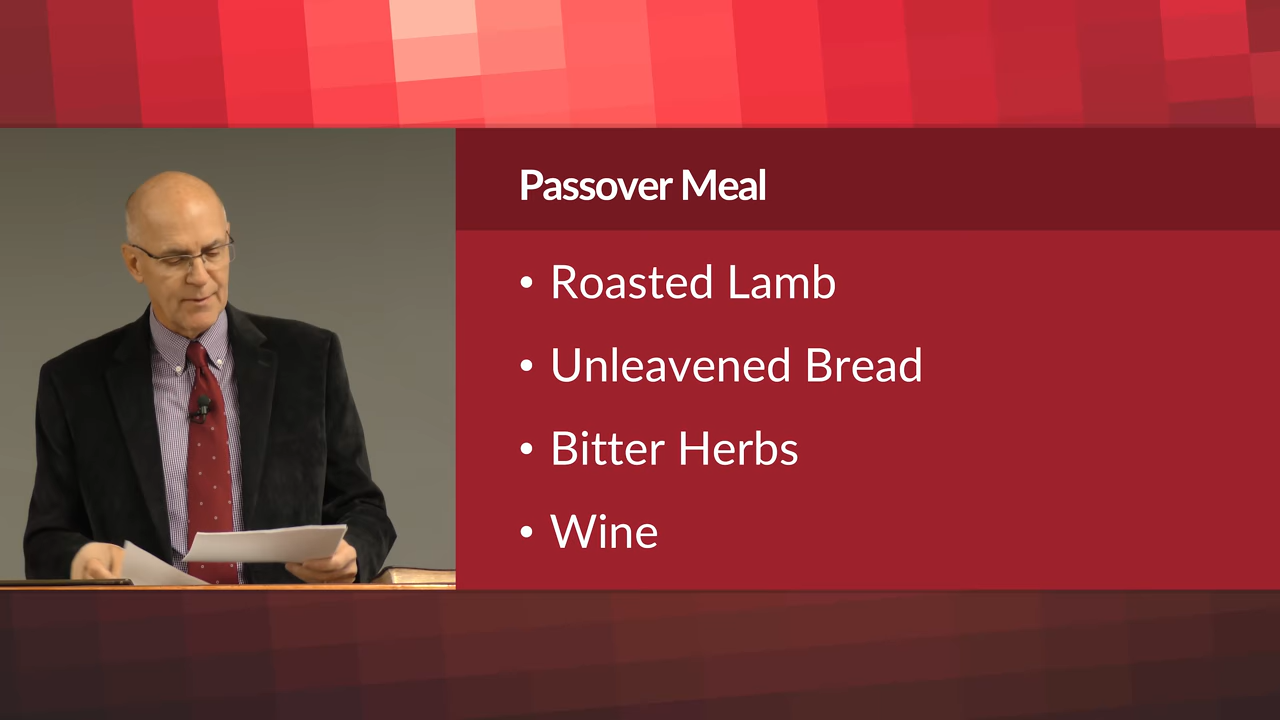 Passover Meal
• Roasted Lamb
• Unleavened Bread
• Bitter Herbs
• Wine